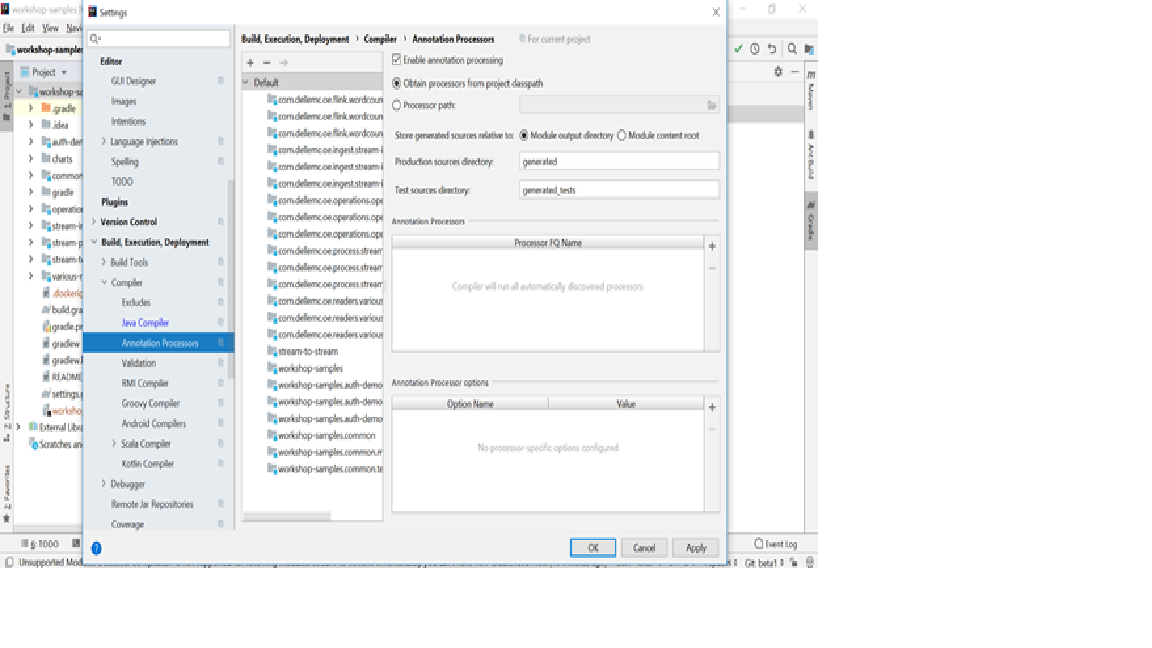 workshop-samples
Settings
File Edit View Navi
workshop-samples
Project
workshop-sa
.gradle
.idea
auth-den
charts
common
gradle
operation
stream-in
stream-p
stream-to
various-r
.dockerig
build.gra
gradle.pr
gradlew
gradlew.b
README
settings.g
worksho
External Libra
Scratches an
Project
Structure
Favorites
Editor
GUI Designer
Images
Intentions
Language Injections
Spelling
TODO
Plugins
Version Control
Build, Execution, Deployment
Build Tools
Compiler
Excludes
Java Compiler
Annotation Processors
Validation
RMI Compiler
Groovy Compiler
Android Compilers
Scala Compiler
Kotlin Compiler
Debugger
Remote Jar Repositories
Coverage
Build, Execution, Deployment › Compiler › Annotation Processors For current project
Default
com.dellemc.oe.flink.wordcoun
com.dellemc.oe.flink.wordcoun
com.dellemc.oe.flink.wordcoun
com.dellemc.oe.ingest.stream-i
com.dellemc.oe.ingest.stream-i
com.dellemc.oe.ingest.stream-i
com.dellemc.oe.operations.ope
com.dellemc.oe.operations.ope
com.dellemc.oe.operations.ope
com.dellemc.oe.process.stream
com.dellemc.oe.process.stream
com.dellemc.oe.process.stream
com.dellemc.oe.readers.various
com.dellemc.oe.readers.various
com.dellemc.oe.readers.various
stream-to-stream
workshop-samples
workshop-samples.auth-demo
workshop-samples.auth-demo
workshop-samples.auth-demo
workshop-samples.common
workshop-samples.common.m
workshop-samples.common.te
Enable annotation processing
Obtain processors from project classpath
Processor path:
Store generated sources relative to: Module output directory Module content root
Production sources directory: generated
Test sources directory: generated_tests
Annotation Processors
Processor FQ Name
Compiler will run all automatically discovered processors
Annotation Processor options
Option Name Value
No processor-specific options configured
OK Cancel Apply
Maven
Ant Build
Gradle
6: TODO
Event Log
Unsupported Mod
Git: beta1